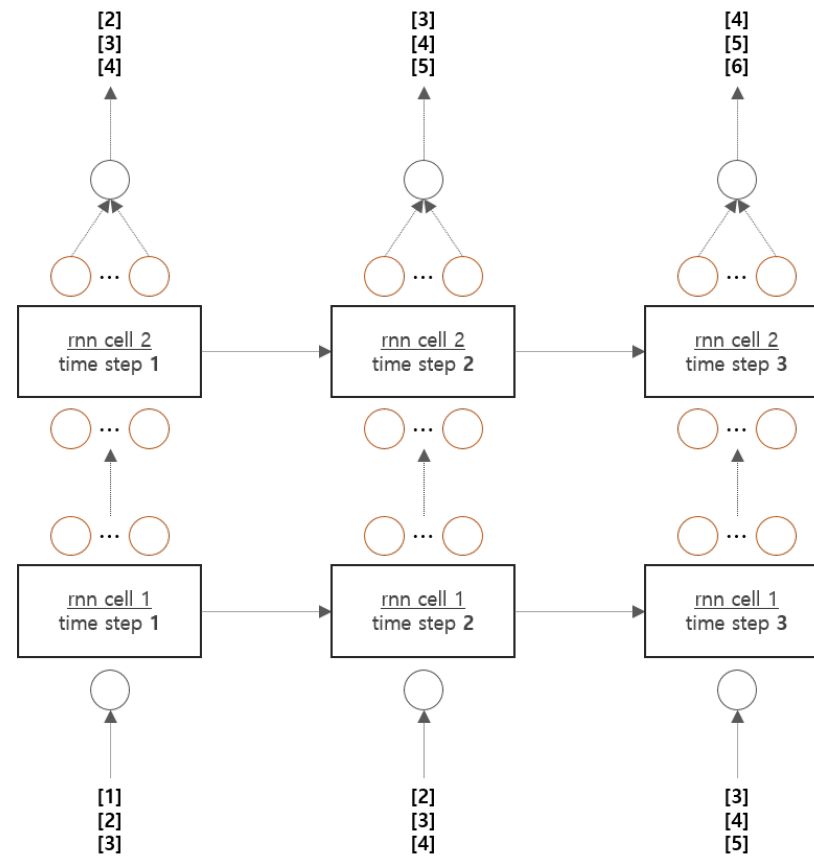 [2] [3] [4]
[3] [4] [5]
[4] [5] [6]
... ... ...
rnn cell 2 rnn cell 2 rnn cell 2
time step 1 time step 2 time step 3
... ... ...
... ... ...
rnn cell 1 rnn cell 1 rnn cell 1
time step 1 time step 2 time step 3
[1] [2] [3]
[2] [3] [4]
[3] [4] [5]